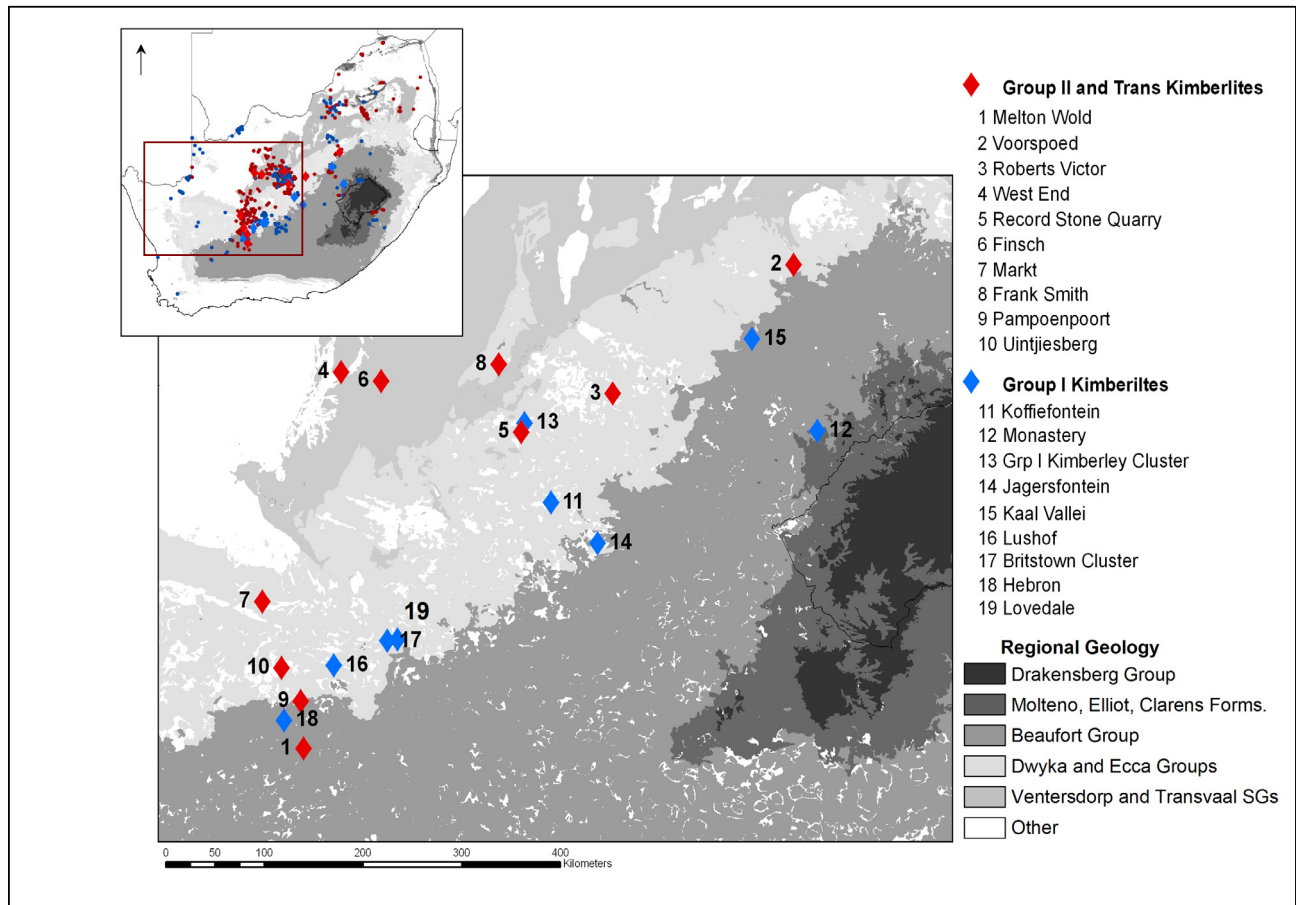 Group II and Trans Kimberlites
1 Melton Wold
2 Voorspoed
3 Roberts Victor
4 West End
5 Record Stone Quarry
6 Finsch
7 Markt
8 Frank Smith
9 Pampoenpoort
10 Uintjiesberg
Group I Kimberiltes
11 Koffiefontein
12 Monastery
13 Grp I Kimberley Cluster
14 Jagersfontein
15 Kaal Vallei
16 Lushof
17 Britstown Cluster
18 Hebron
19 Lovedale
Regional Geology
Drakensberg Group
Molteno, Elliot, Clarens Forms.
Beaufort Group
Dwyka and Ecca Groups
Ventersdorp and Transvaal SGs
Other
2
15
8
4
6
3
13
5
12
11
14
7
19
17
10
16
9
18
1
0 50 100 200 300 400
Kilometers